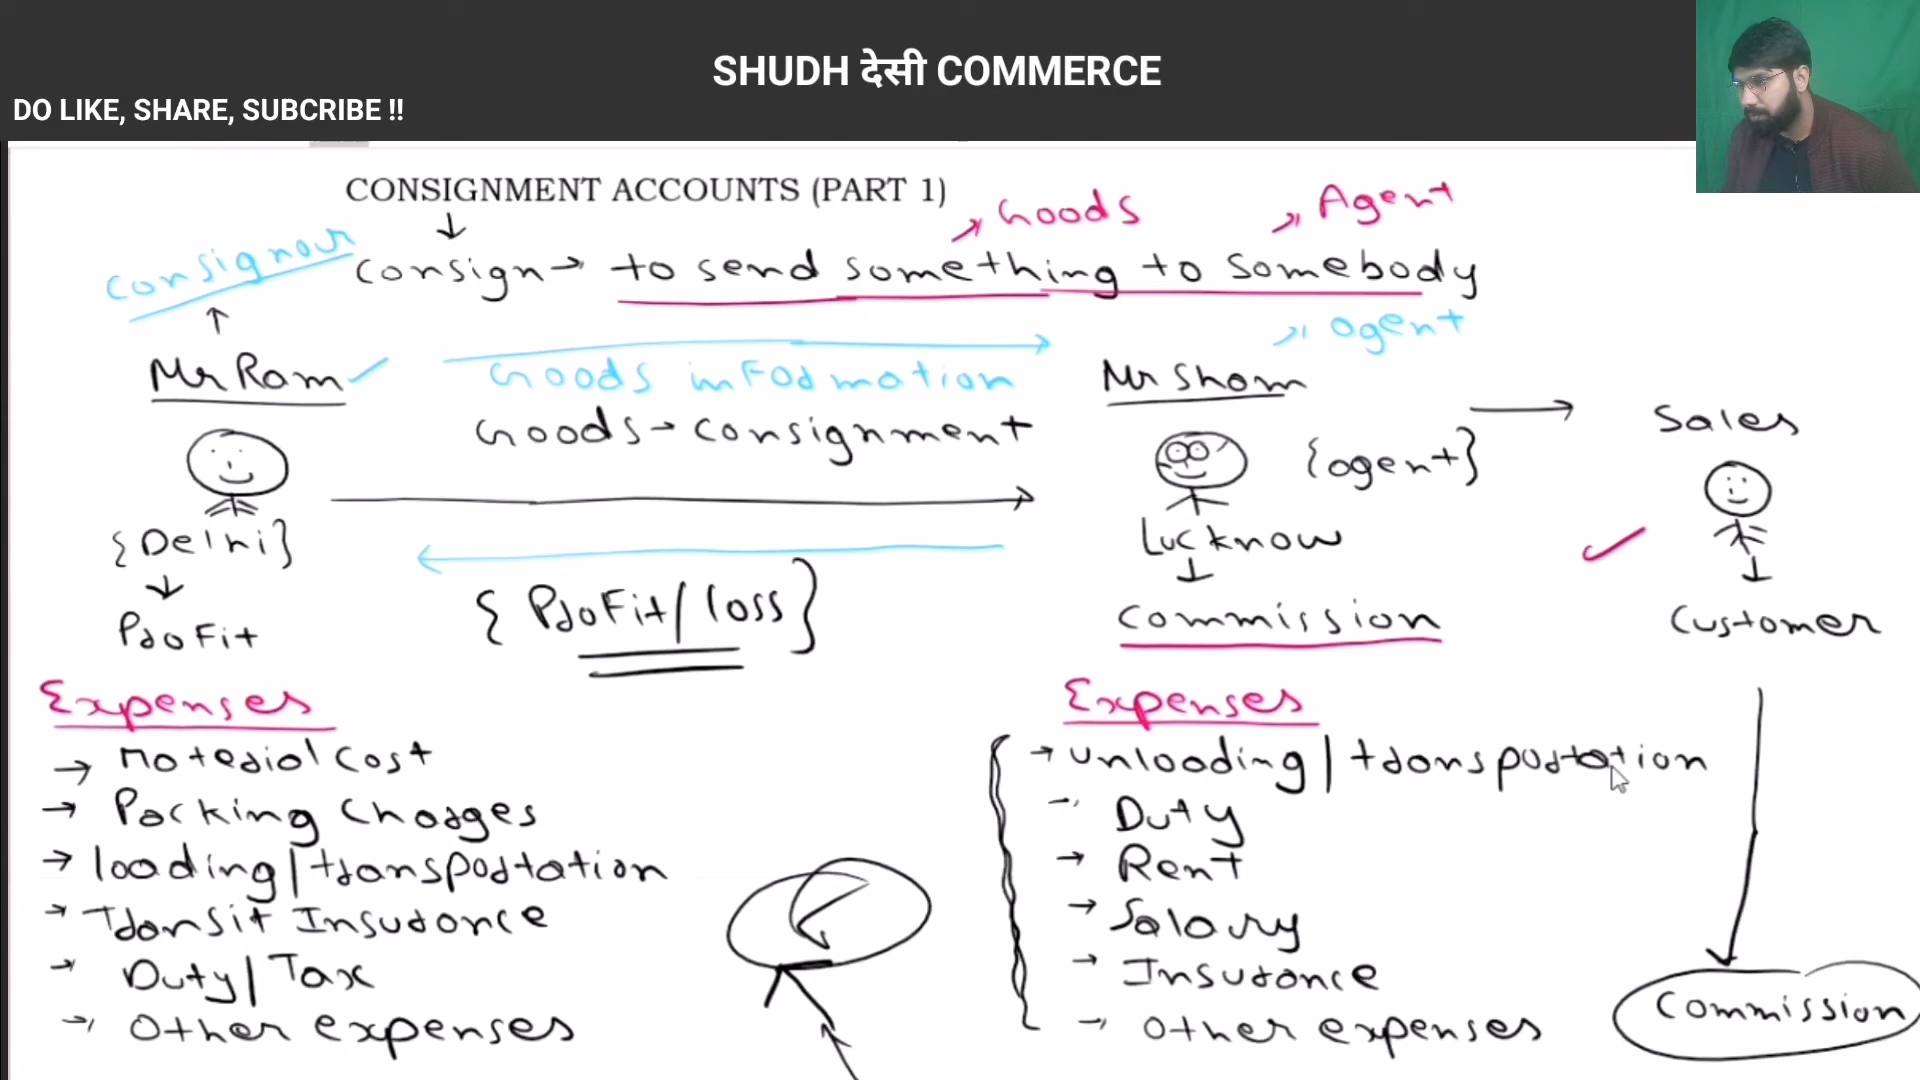 SHUDH देसी COMMERCE
DO LIKE, SHARE, SUBCRIBE !!
CONSIGNMENT ACCOUNTS (PART 1)
Goods
Agent
Consignour
Consign → to send something to Somebody
agent
Mr Ram
Goods information
Mr Sham
Goods - Consignment
Sales
{agent}
{Delhi}
Lucknow
{Profit/loss}
Profit
Commission
Customer
Expenses
Expenses
→ Material Cost
→ unloading/transportation
→ Packing Charges
→ Duty
→ loading/transportation
→ Rent
→ Transit Insurance
→ Salary
→ Duty/Tax
→ Insurance
→ Other expenses
→ Other expenses
Commission